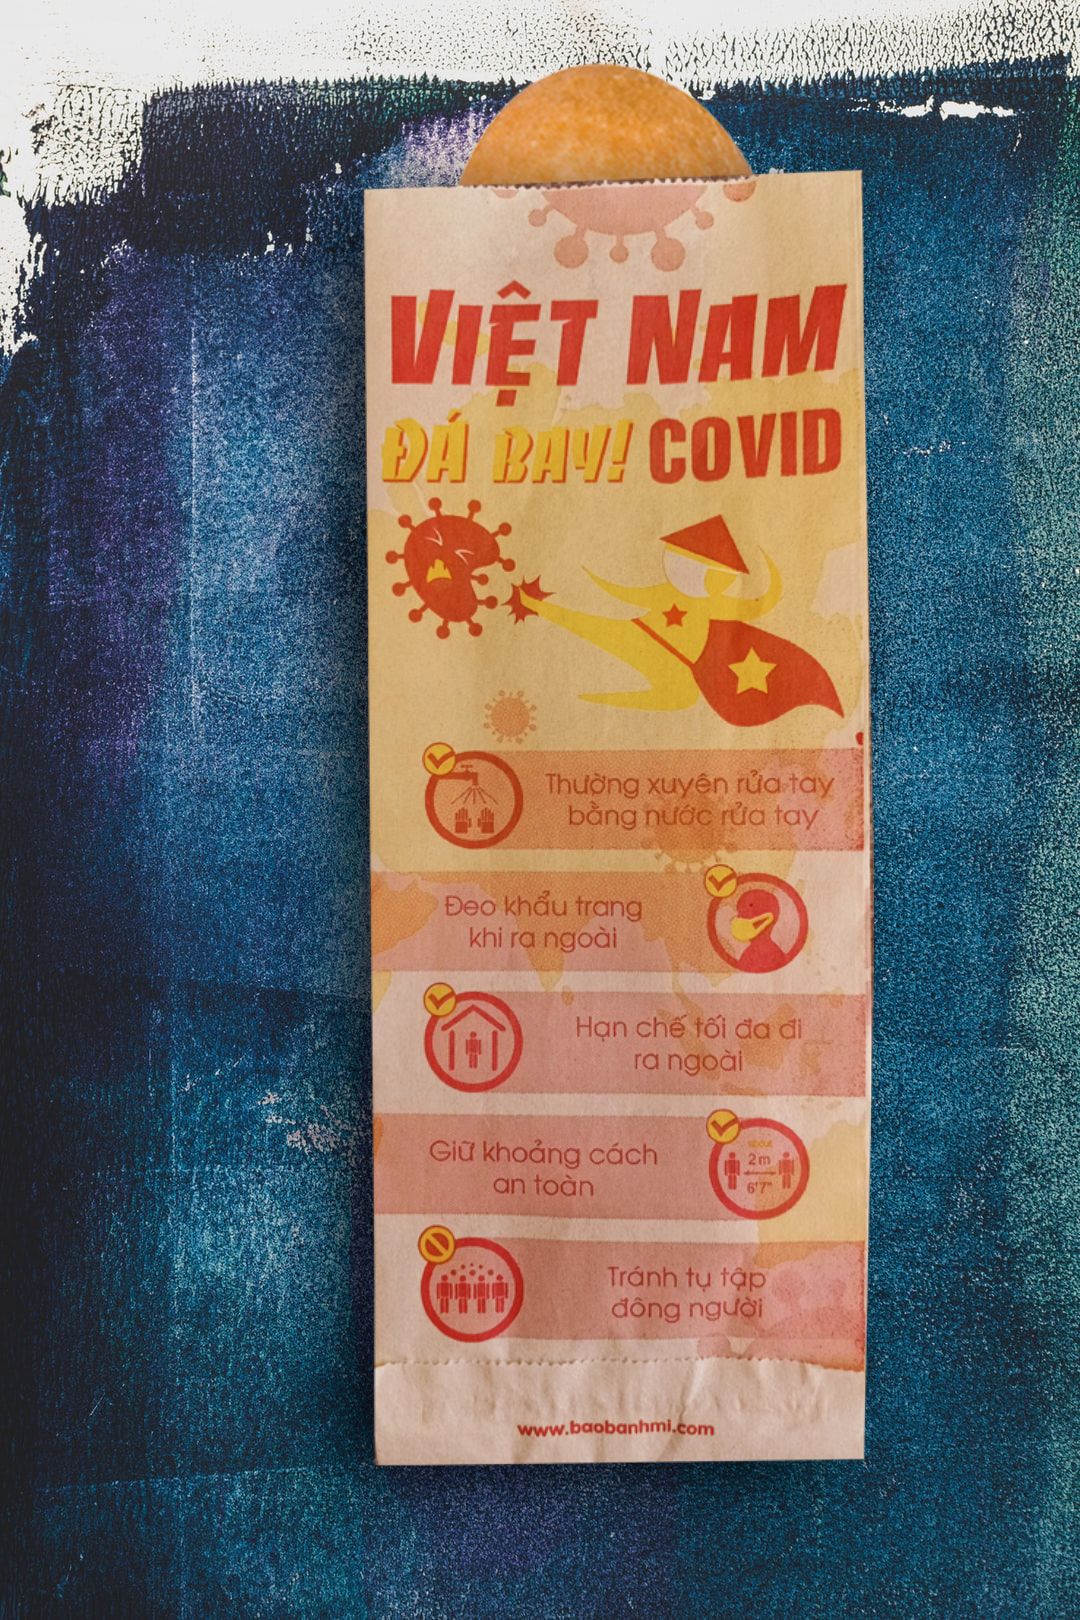 VIỆT NAM
ĐÁ BAY! COVID
Thường xuyên rửa tay
bằng nước rửa tay
Đeo khẩu trang
khi ra ngoài
Hạn chế tối đa đi
ra ngoài
Giữ khoảng cách
an toàn
about
2 m
6'7"
Tránh tụ tập
đông người
www.baobanhmi.com